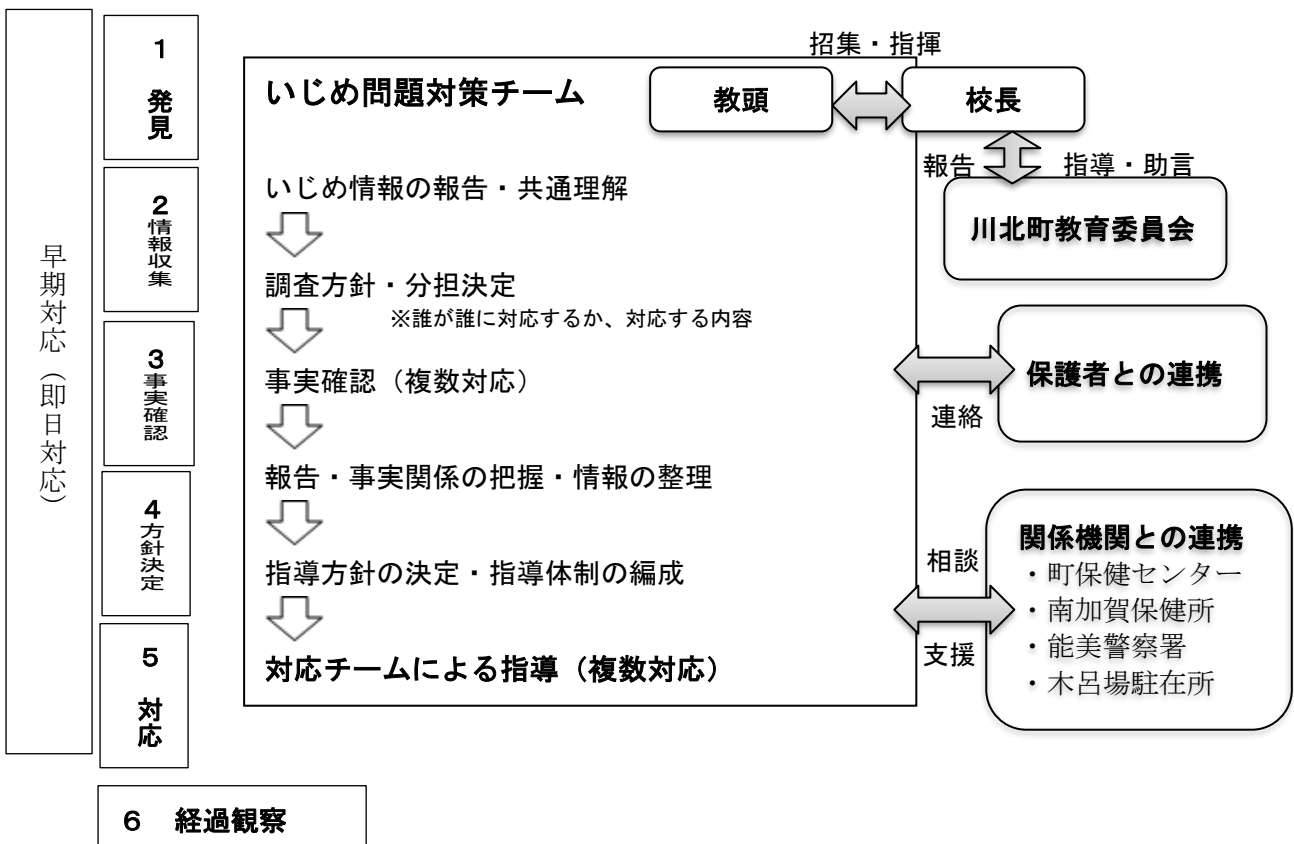 早期対応（即日対応）
1
発見
2
情報収集
3
事実確認
4
方針決定
5
対応
6 経過観察
招集・指揮
いじめ問題対策チーム
教頭
校長
報告
指導・助言
川北町教育委員会
いじめ情報の報告・共通理解
調査方針・分担決定
※誰が誰に対応するか、対応する内容
事実確認（複数対応）
報告・事実関係の把握・情報の整理
指導方針の決定・指導体制の編成
対応チームによる指導（複数対応）
保護者との連携
連絡
関係機関との連携
・町保健センター
・南加賀保健所
・能美警察署
・木呂場駐在所
相談
支援